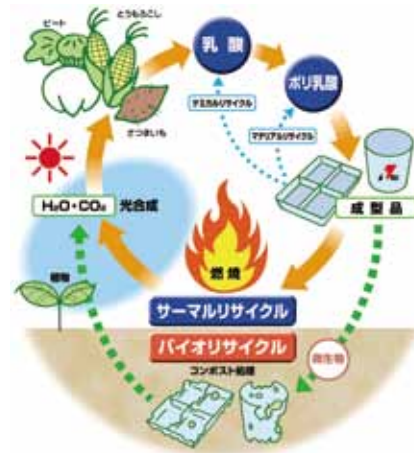 ビート
とうもろこし
さつまいも
乳酸
ポリ乳酸
ケミカルリサイクル
マテリアルリサイクル
成型品
H₂O・CO₂
光合成
植物
燃焼
サーマルリサイクル
バイオリサイクル
コンポスト処理
微生物